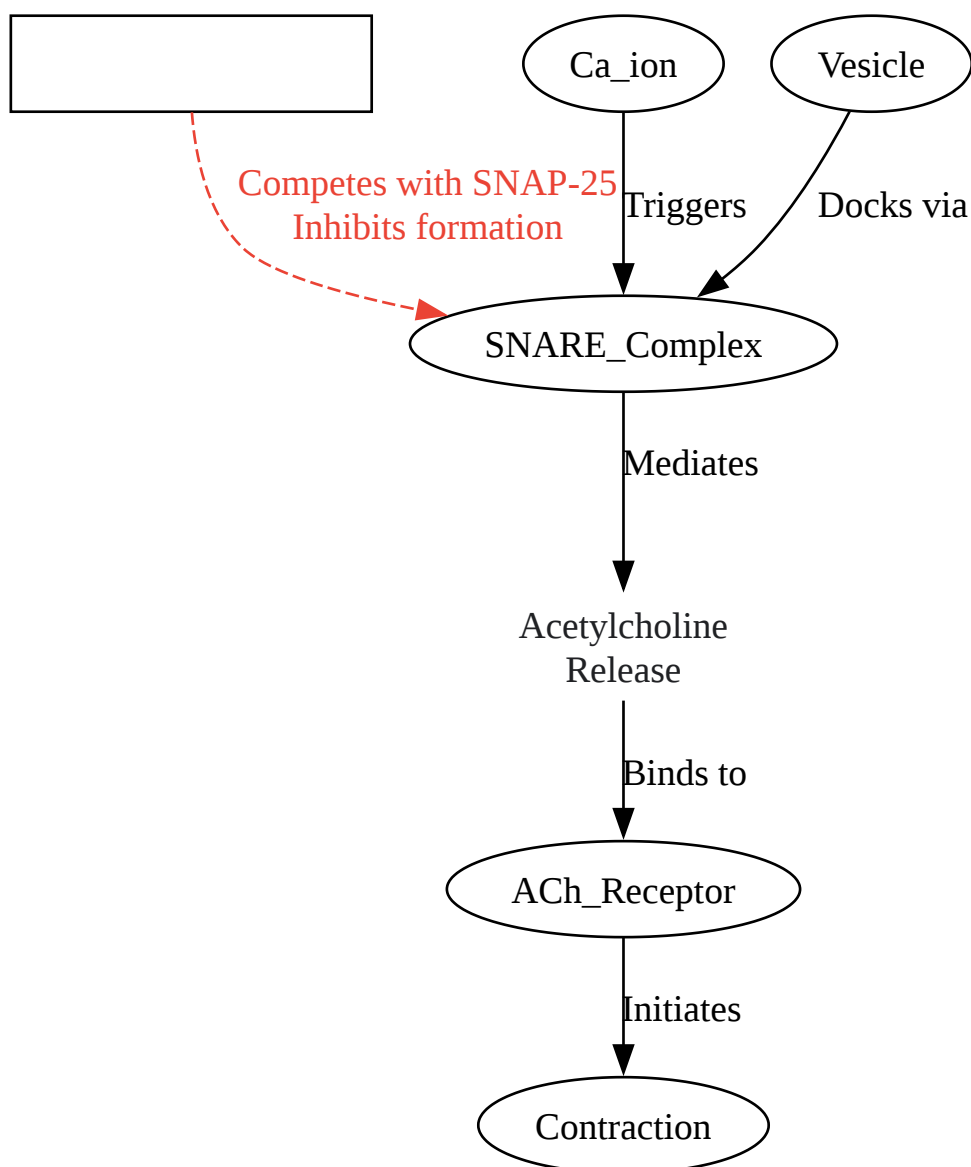 Ca_ion
Vesicle
Competes with SNAP-25
Inhibits formation
Triggers
Docks via
SNARE_Complex
Mediates
Acetylcholine
Release
Binds to
ACh_Receptor
Initiates
Contraction